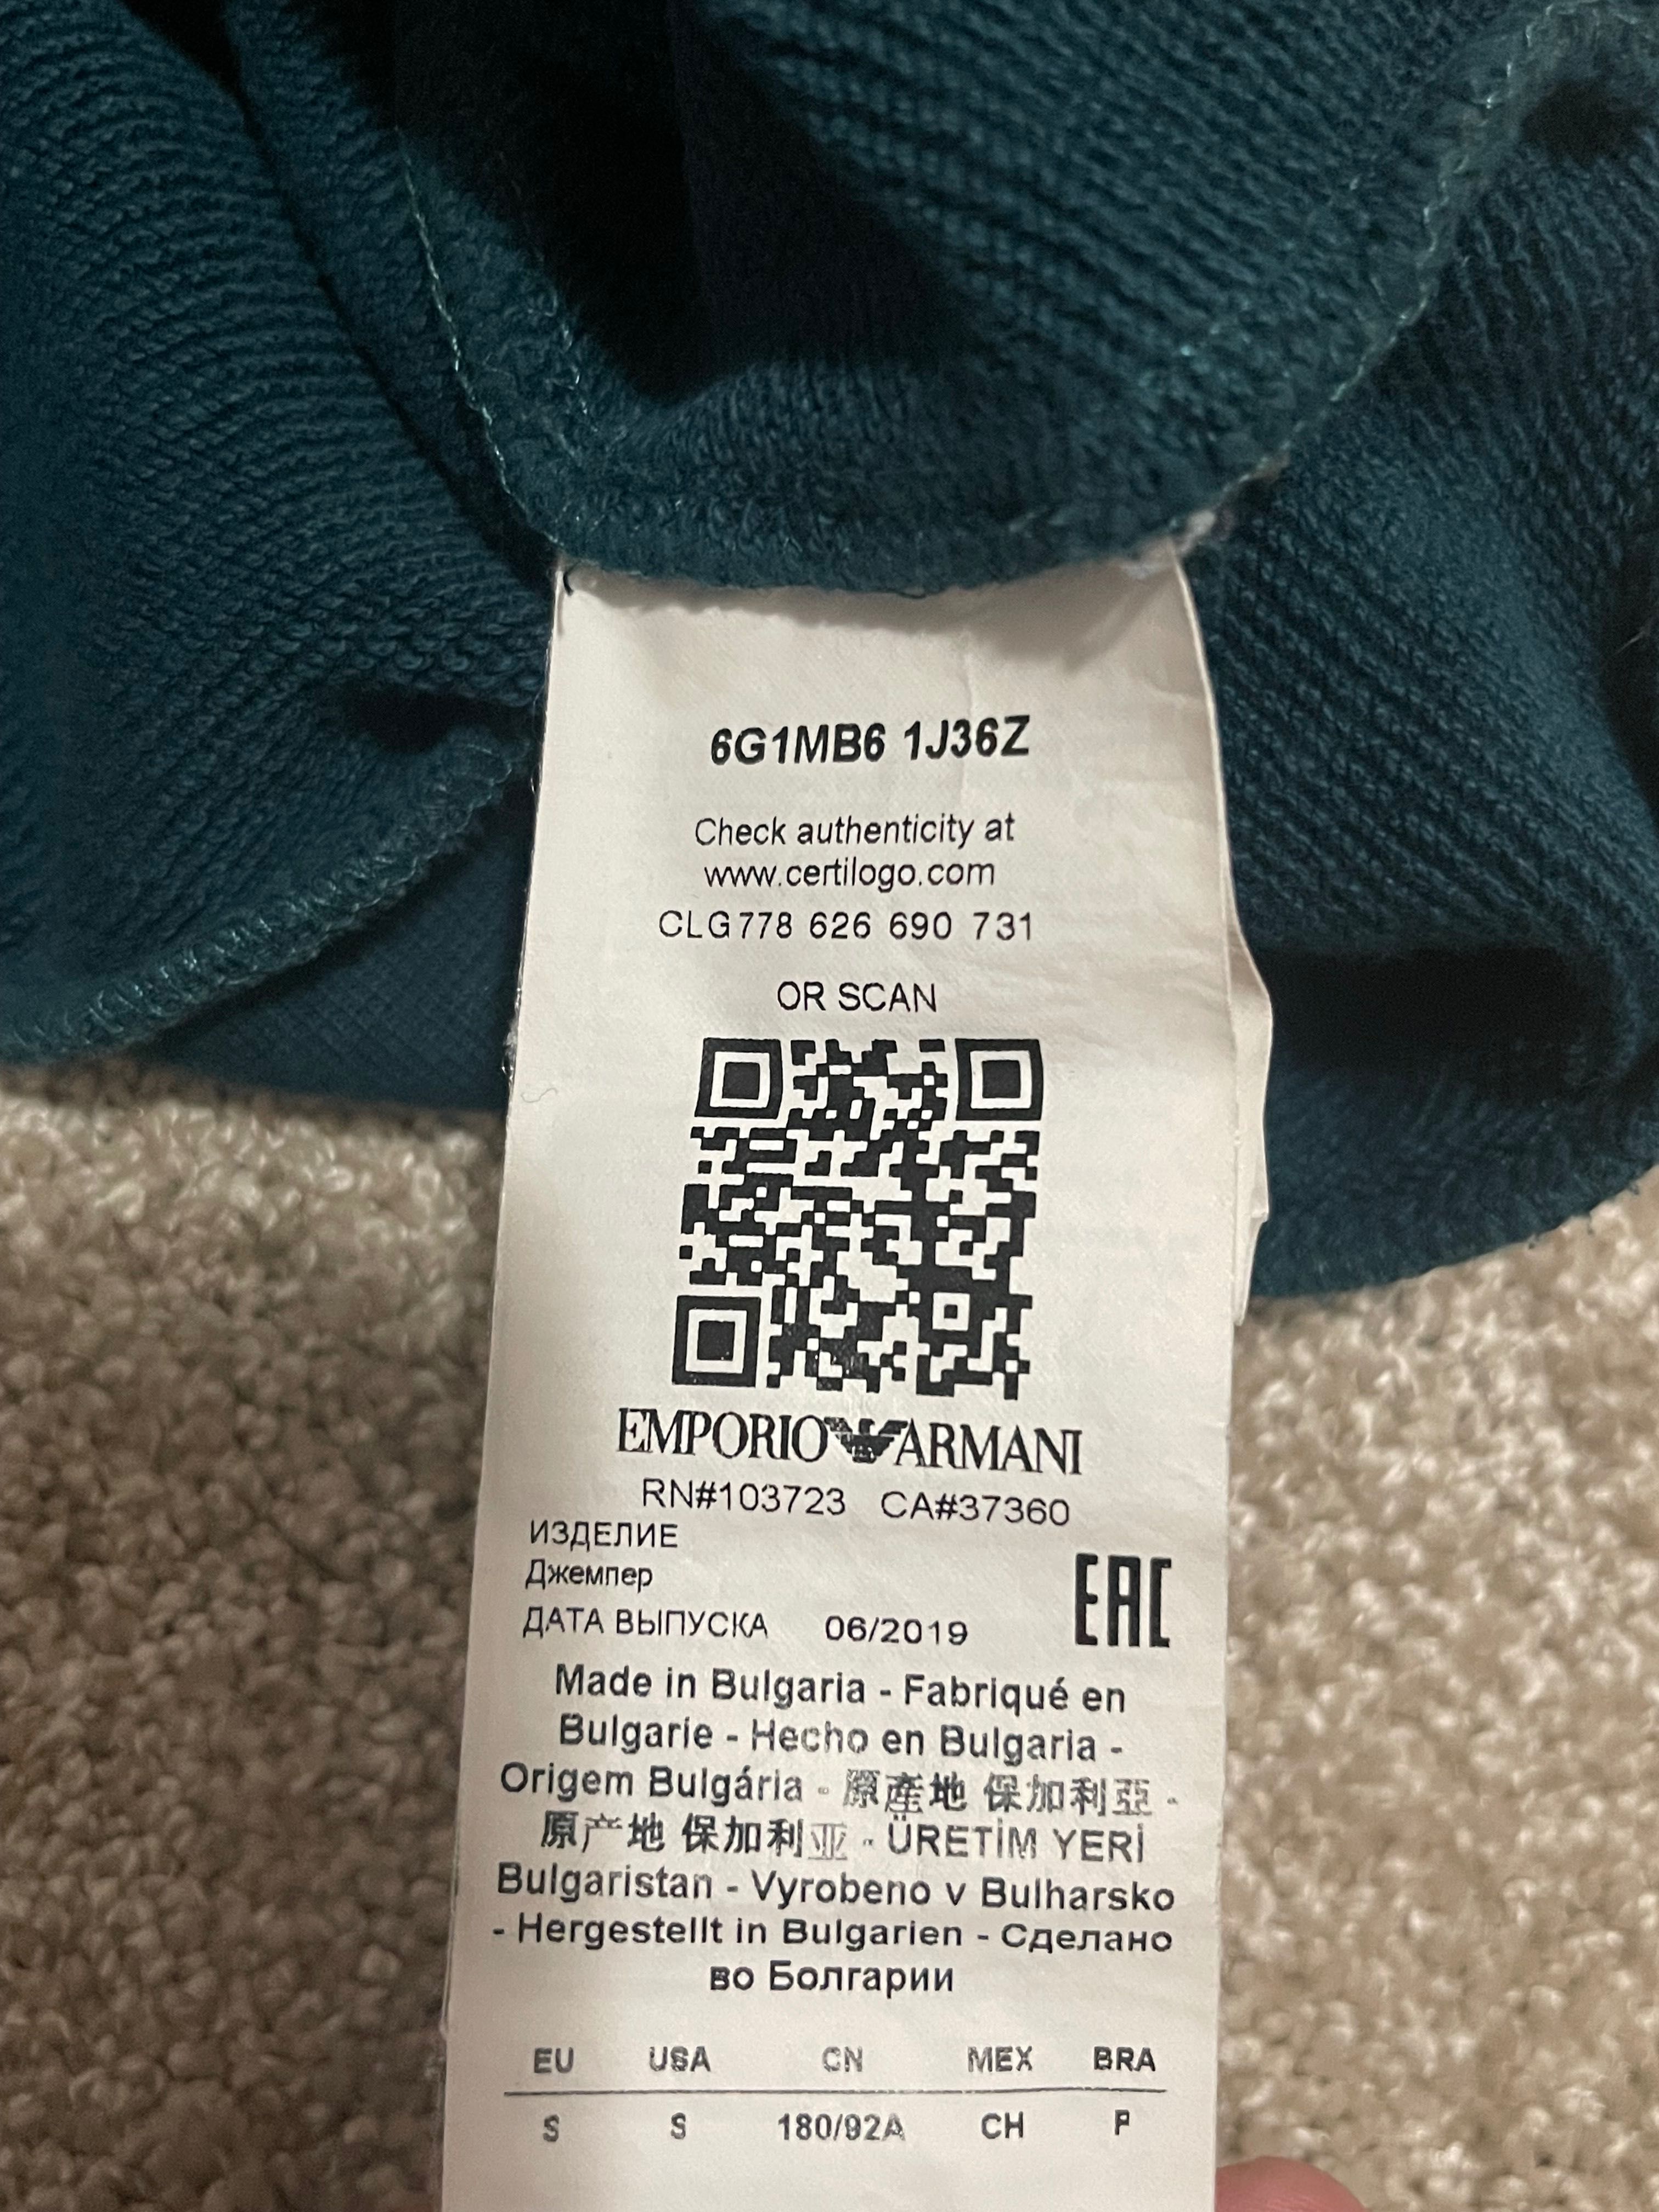 6G1MB6 1J36Z
Check authenticity at
www.certilogo.com
CLG778 626 690 731
OR SCAN
EMPORIO ARMANI
RN#103723 CA#37360
ИЗДЕЛИЕ
Джемпер
EAC
ДАТА ВЫПУСКА 06/2019
Made in Bulgaria - Fabriqué en
Bulgarie - Hecho en Bulgaria -
Origem Bulgária - 原產地 保加利亞 -
原产地 保加利亚 - ÜRETİM YERİ
Bulgaristan - Vyrobeno v Bulharsko
- Hergestellt in Bulgarien - Сделано
во Болгарии
EU USA CN MEX BRA
S S 180/92A CH P